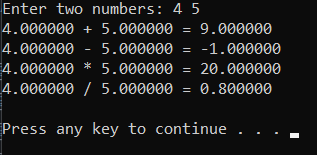 Enter two numbers: 4 5
4.000000 + 5.000000 = 9.000000
4.000000 - 5.000000 = -1.000000
4.000000 * 5.000000 = 20.000000
4.000000 / 5.000000 = 0.800000
Press any key to continue . . .